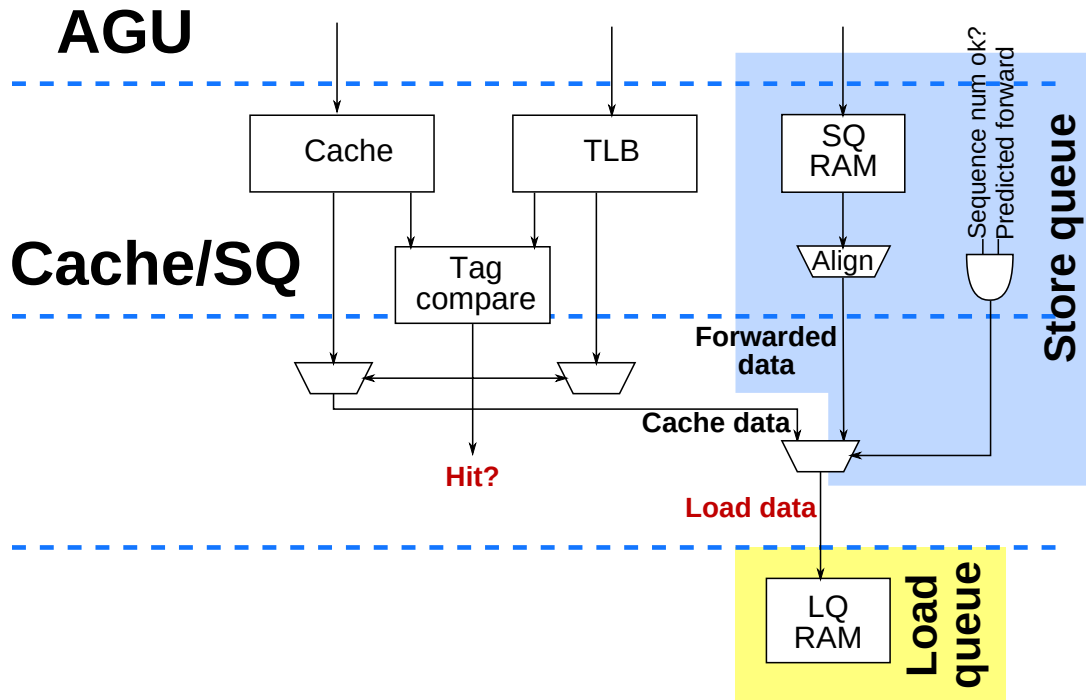 AGU
Sequence num ok?
Predicted forward
Cache
TLB
SQ
RAM
Store queue
Cache/SQ
Tag
compare
Align
Forwarded
data
Cache data
Hit?
Load data
LQ
RAM
Load
queue